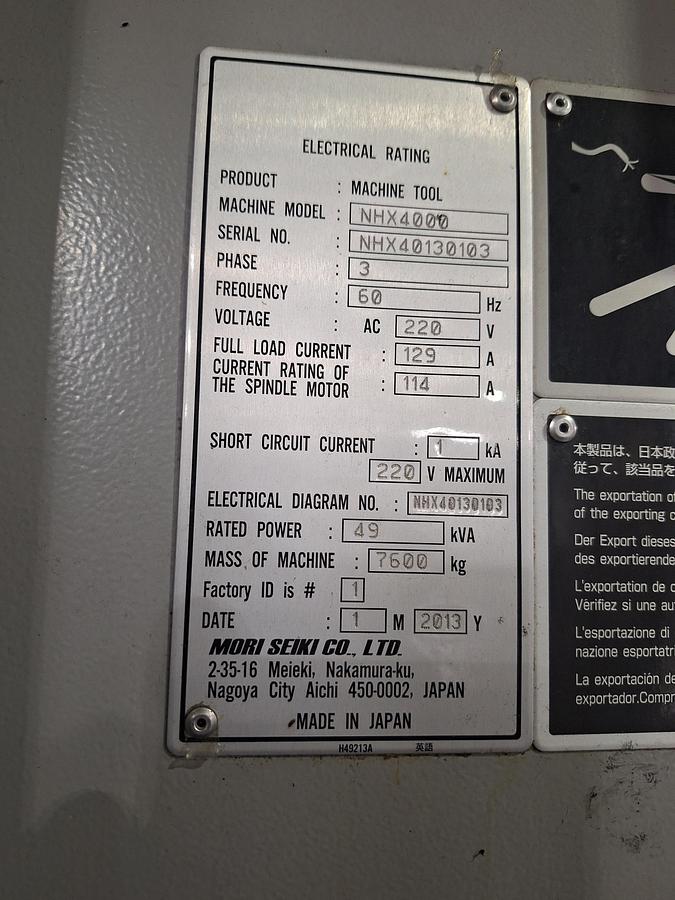 ELECTRICAL RATING
PRODUCT : MACHINE TOOL
MACHINE MODEL : NHX4000
SERIAL NO. : NHX40130103
PHASE : 3
FREQUENCY : 60 Hz
VOLTAGE : AC 220 V
FULL LOAD CURRENT : 129 A
CURRENT RATING OF
THE SPINDLE MOTOR : 114 A
SHORT CIRCUIT CURRENT : 1 kA
220 V MAXIMUM
ELECTRICAL DIAGRAM NO. : NHX40130103
RATED POWER : 49 kVA
MASS OF MACHINE : 7600 kg
Factory ID is # 1
DATE : 1 M 2013 Y
MORI SEIKI CO., LTD.
2-35-16 Meieki, Nakamura-ku,
Nagoya City Aichi 450-0002, JAPAN
MADE IN JAPAN
H49213A 英語
本製品は、日本政
従って、該当品を
The exportation of
of the exporting c
Der Export dieses
des exportierende
L'exportation de c
Vérifiez si une au
L'esportazione di
nazione esportatri
La exportación de
exportador.Compr